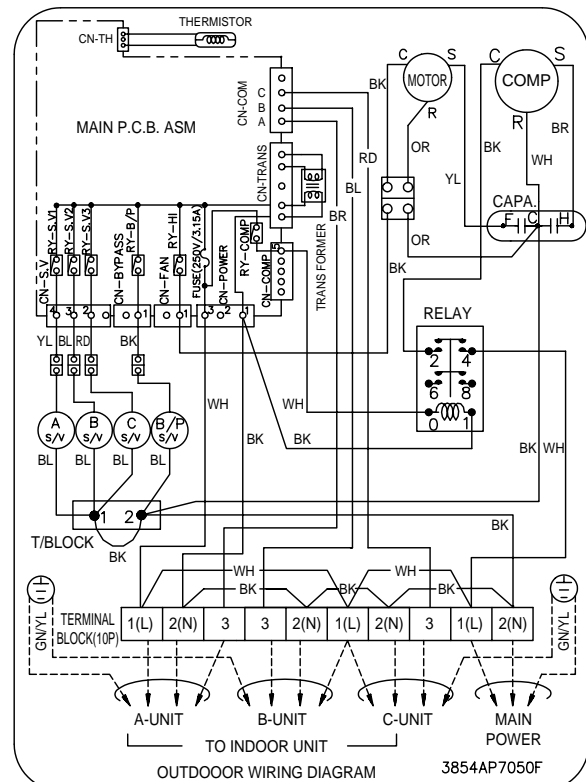 THERMISTOR
CN-TH
MAIN P.C.B. ASM
CN-COM
C
B
A
CN-TRANS
TRANS FORMER
BR
RD
BL
C S
MOTOR
R
BK
OR
YL
OR
BK
C S
COMP
R
BK
WH
BR
CAPA.
F C H
RY-S.V1
RY-S.V2
RY-S.V3
RY-B/P
RY-HI
FUSE(250V/3.15A)
RY-COMP
CN-S.V
CN-BYPASS
CN-FAN
CN-POWER
CN-COMP
5
4 3 2
1
1
3 2 1
YL BL RD BK
WH
WH
BK
BK
RELAY
2 4
6 8
0 1
A S/V
B S/V
C S/V
B/P S/V
BL BL BL BL
BK WH
1 2
T/BLOCK
BK
WH
BK
BK
WH
BK
GN/YL
GN/YL
TERMINAL BLOCK(10P)
1(L) 2(N) 3 3 2(N) 1(L) 2(N) 3 1(L) 2(N)
A-UNIT B-UNIT C-UNIT MAIN POWER
TO INDOOR UNIT
OUTDOOOR WIRING DIAGRAM
3854AP7050F